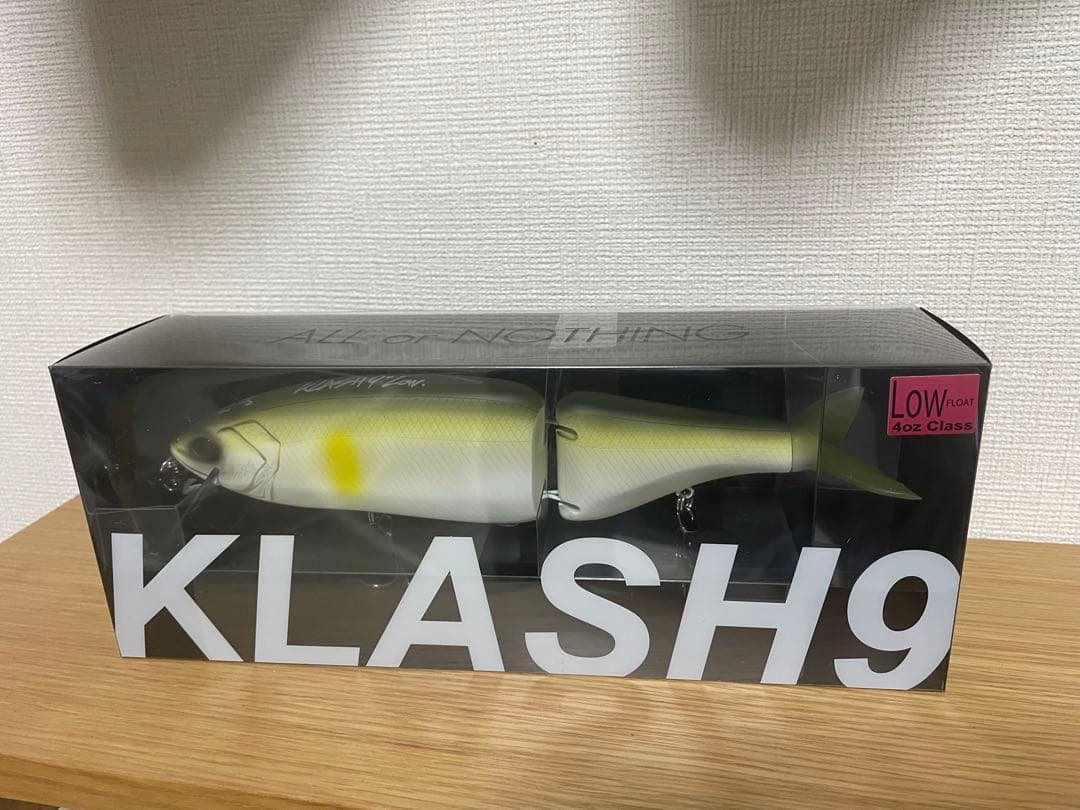 ALL or NOTHING
KLASH9 Low.
LOW FLOAT
4oz Class
KLASH9